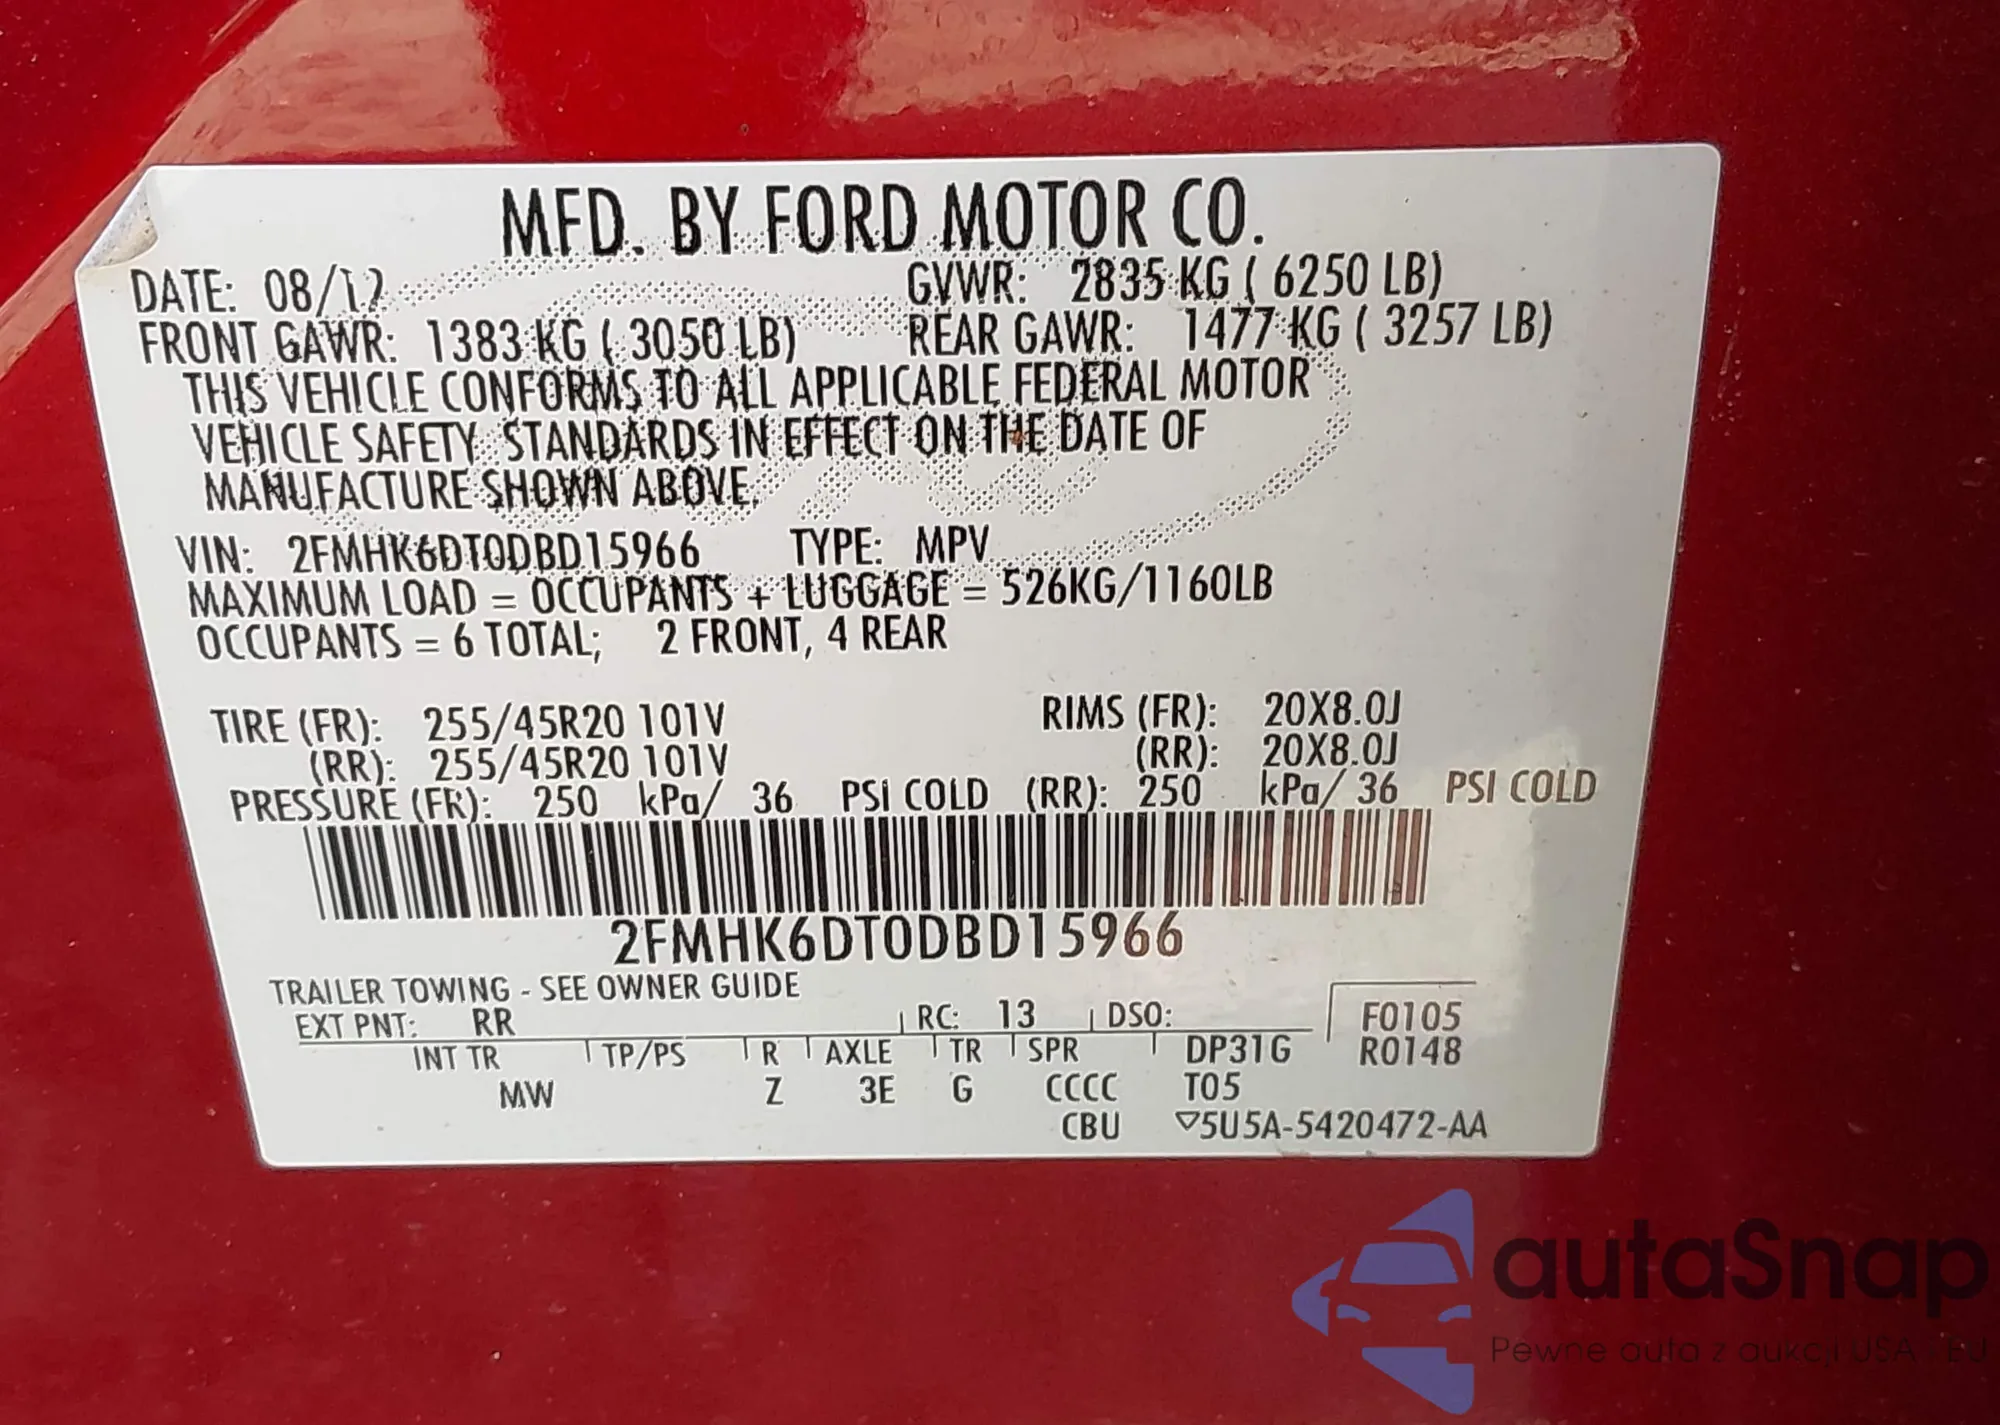 MFD. BY FORD MOTOR CO.
DATE: 08/12 GVWR: 2835 KG ( 6250 LB)
FRONT GAWR: 1383 KG ( 3050 LB) REAR GAWR: 1477 KG ( 3257 LB)
THIS VEHICLE CONFORMS TO ALL APPLICABLE FEDERAL MOTOR
VEHICLE SAFETY STANDARDS IN EFFECT ON THE DATE OF
MANUFACTURE SHOWN ABOVE.
VIN: 2FMHK6DT0DBD15966 TYPE: MPV
MAXIMUM LOAD = OCCUPANTS + LUGGAGE = 526KG/1160LB
OCCUPANTS = 6 TOTAL; 2 FRONT, 4 REAR
TIRE (FR): 255/45R20 101V RIMS (FR): 20X8.0J
(RR): 255/45R20 101V (RR): 20X8.0J
PRESSURE (FR): 250 kPa/ 36 PSI COLD (RR): 250 kPa/ 36 PSI COLD
2FMHK6DT0DBD15966
TRAILER TOWING - SEE OWNER GUIDE
EXT PNT: RR RC: 13 DSO: F0105
INT TR TP/PS R AXLE TR SPR DP31G R0148
MW Z 3E G CCCC T05
CBU ▽5U5A-5420472-AA
autaSnap
Pewne auta z aukcji USA i EU